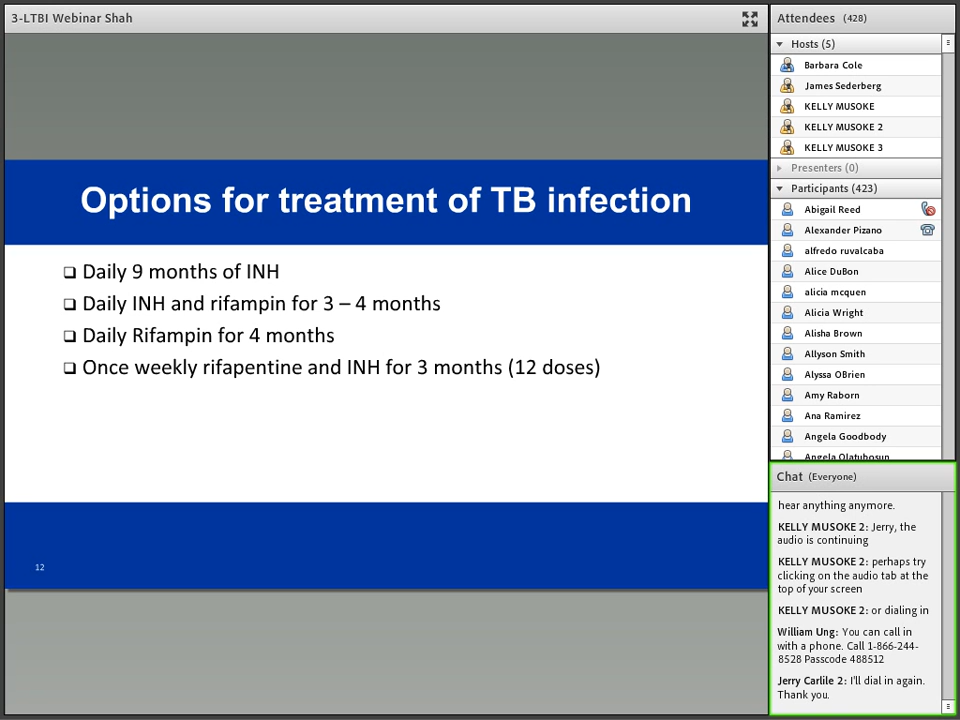 3-LTBI Webinar Shah
Options for treatment of TB infection
Daily 9 months of INH
Daily INH and rifampin for 3 – 4 months
Daily Rifampin for 4 months
Once weekly rifapentine and INH for 3 months (12 doses)
12
Attendees (428)
Hosts (5)
Barbara Cole
James Sederberg
KELLY MUSOKE
KELLY MUSOKE 2
KELLY MUSOKE 3
Presenters (0)
Participants (423)
Abigail Reed
Alexander Pizano
alfredo ruvalcaba
Alice DuBon
alicia mcquen
Alicia Wright
Alisha Brown
Allyson Smith
Alyssa OBrien
Amy Raborn
Ana Ramirez
Angela Goodbody
Angela Olatubosun
Chat (Everyone)
hear anything anymore.
KELLY MUSOKE 2: Jerry, the
audio is continuing
KELLY MUSOKE 2: perhaps try
clicking on the audio tab at the
top of your screen
KELLY MUSOKE 2: or dialing in
William Ung: You can call in
with a phone. Call 1-866-244-
8528 Passcode 488512
Jerry Carlile 2: I'll dial in again.
Thank you.